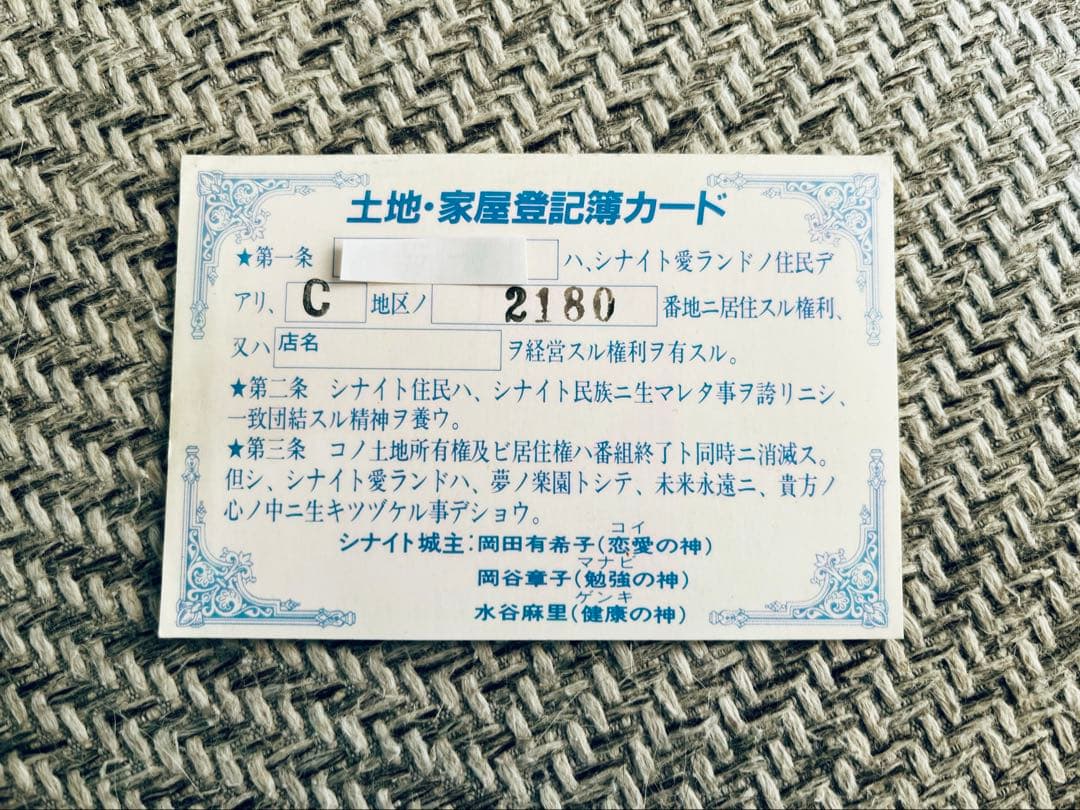 土地・家屋登記簿カード
★第一条 ハ、シナイト愛ランドノ住民デ
アリ、 C 地区ノ 2180 番地ニ居住スル権利、
又ハ 店名 ヲ経営スル権利ヲ有スル。
★第二条 シナイト住民ハ、シナイト民族ニ生マレタ事ヲ誇リニシ、
一致団結スル精神ヲ養ウ。
★第三条 コノ土地所有権及ビ居住権ハ番組終了ト同時ニ消滅ス。
但シ、シナイト愛ランドハ、夢ノ楽園トシテ、未来永遠ニ、貴方ノ
心ノ中ニ生キツヅケル事デショウ。
コイ
シナイト城主：岡田有希子(恋愛の神)
マナビ
岡谷章子(勉強の神)
ゲンキ
水谷麻里(健康の神)